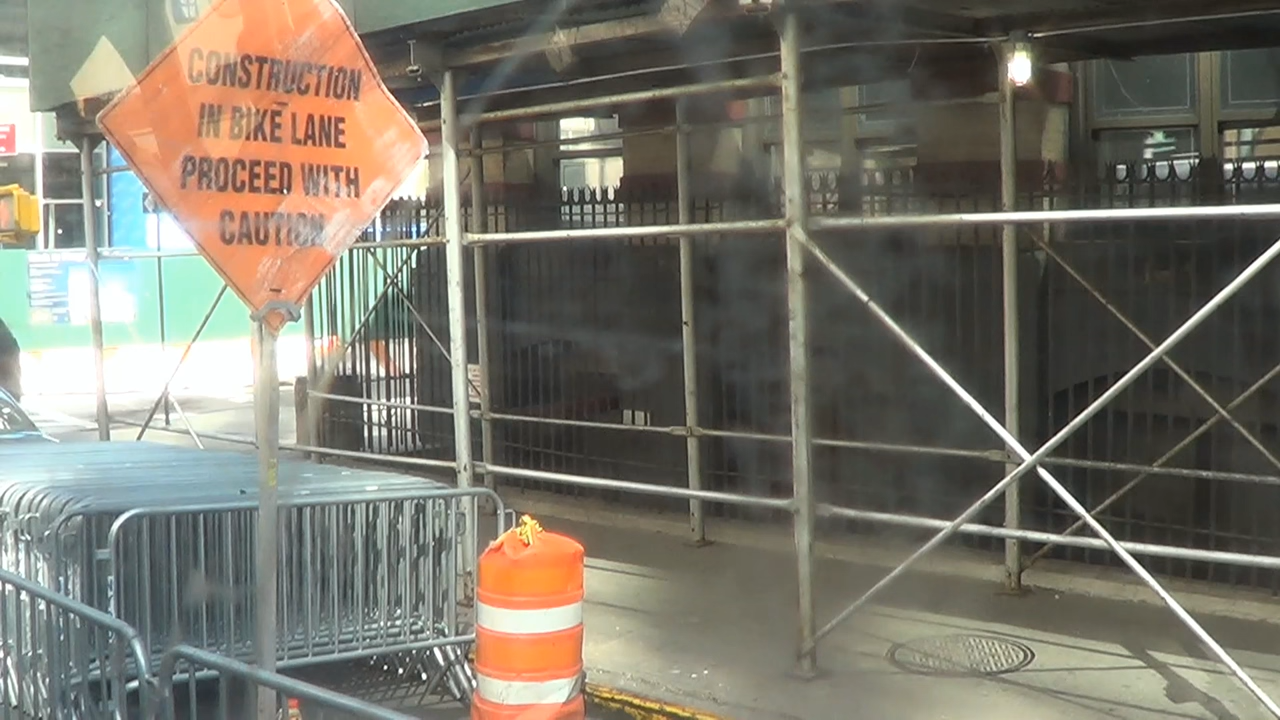 CONSTRUCTION
IN BIKE LANE
PROCEED WITH
CAUTION